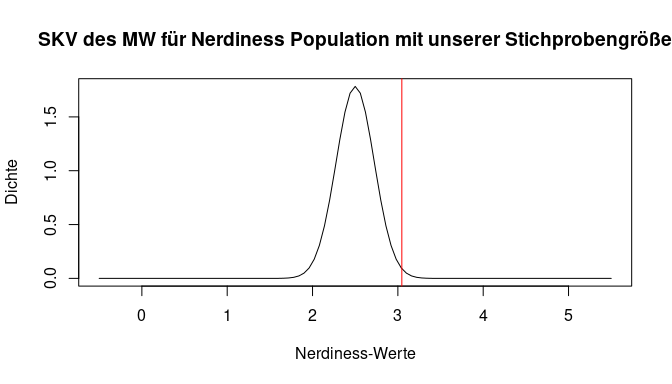 SKV des MW für Nerdiness Population mit unserer Stichprobengröße
Dichte
1.5
1.0
0.5
0.0
0 1 2 3 4 5
Nerdiness-Werte